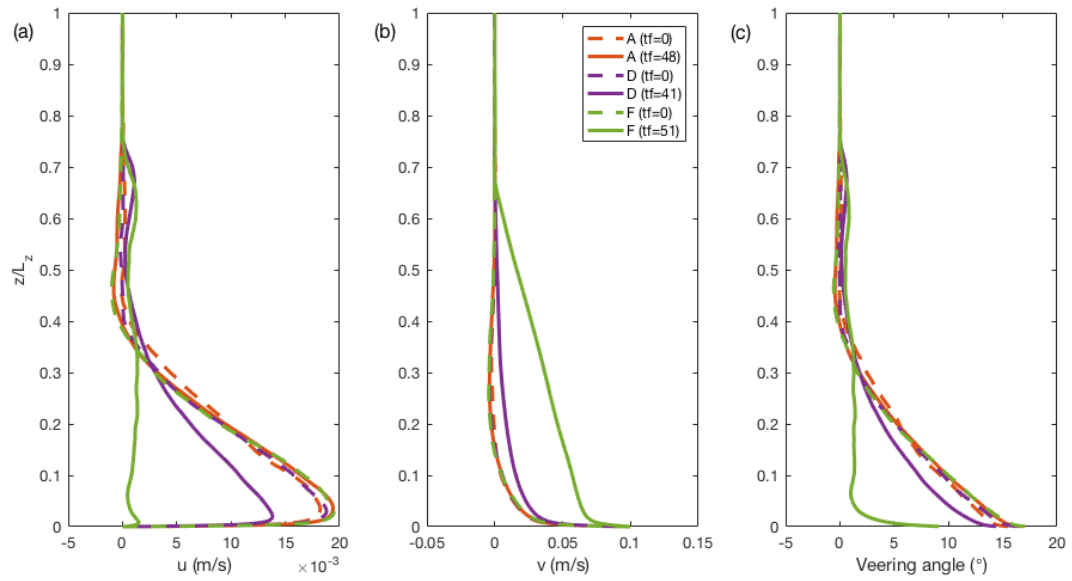 (a)
1
0.9
0.8
0.7
0.6
0.5
0.4
0.3
0.2
0.1
0
z/L_z
-5 0 5 10 15 20
u (m/s)
×10^-3
(b)
1
0.9
0.8
0.7
0.6
0.5
0.4
0.3
0.2
0.1
0
A (tf=0)
A (tf=48)
D (tf=0)
D (tf=41)
F (tf=0)
F (tf=51)
-0.05 0 0.05 0.1 0.15
v (m/s)
(c)
1
0.9
0.8
0.7
0.6
0.5
0.4
0.3
0.2
0.1
0
-5 0 5 10 15 20
Veering angle (°)